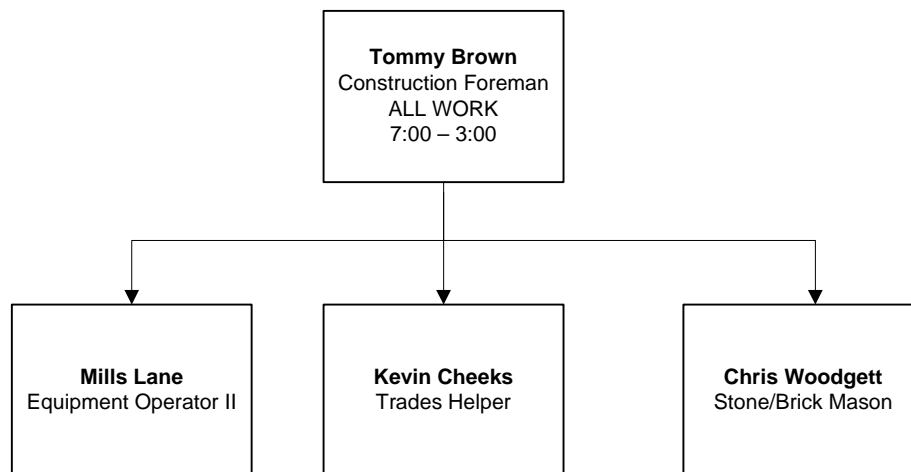 Tommy Brown
Construction Foreman
ALL WORK
7:00 – 3:00
Mills Lane
Equipment Operator II
Kevin Cheeks
Trades Helper
Chris Woodgett
Stone/Brick Mason